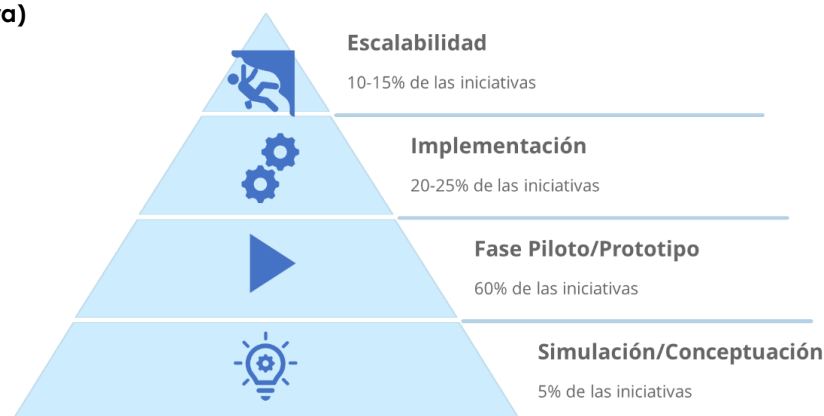 Escalabilidad
10-15% de las iniciativas
Implementación
20-25% de las iniciativas
Fase Piloto/Prototipo
60% de las iniciativas
Simulación/Conceptuación
5% de las iniciativas